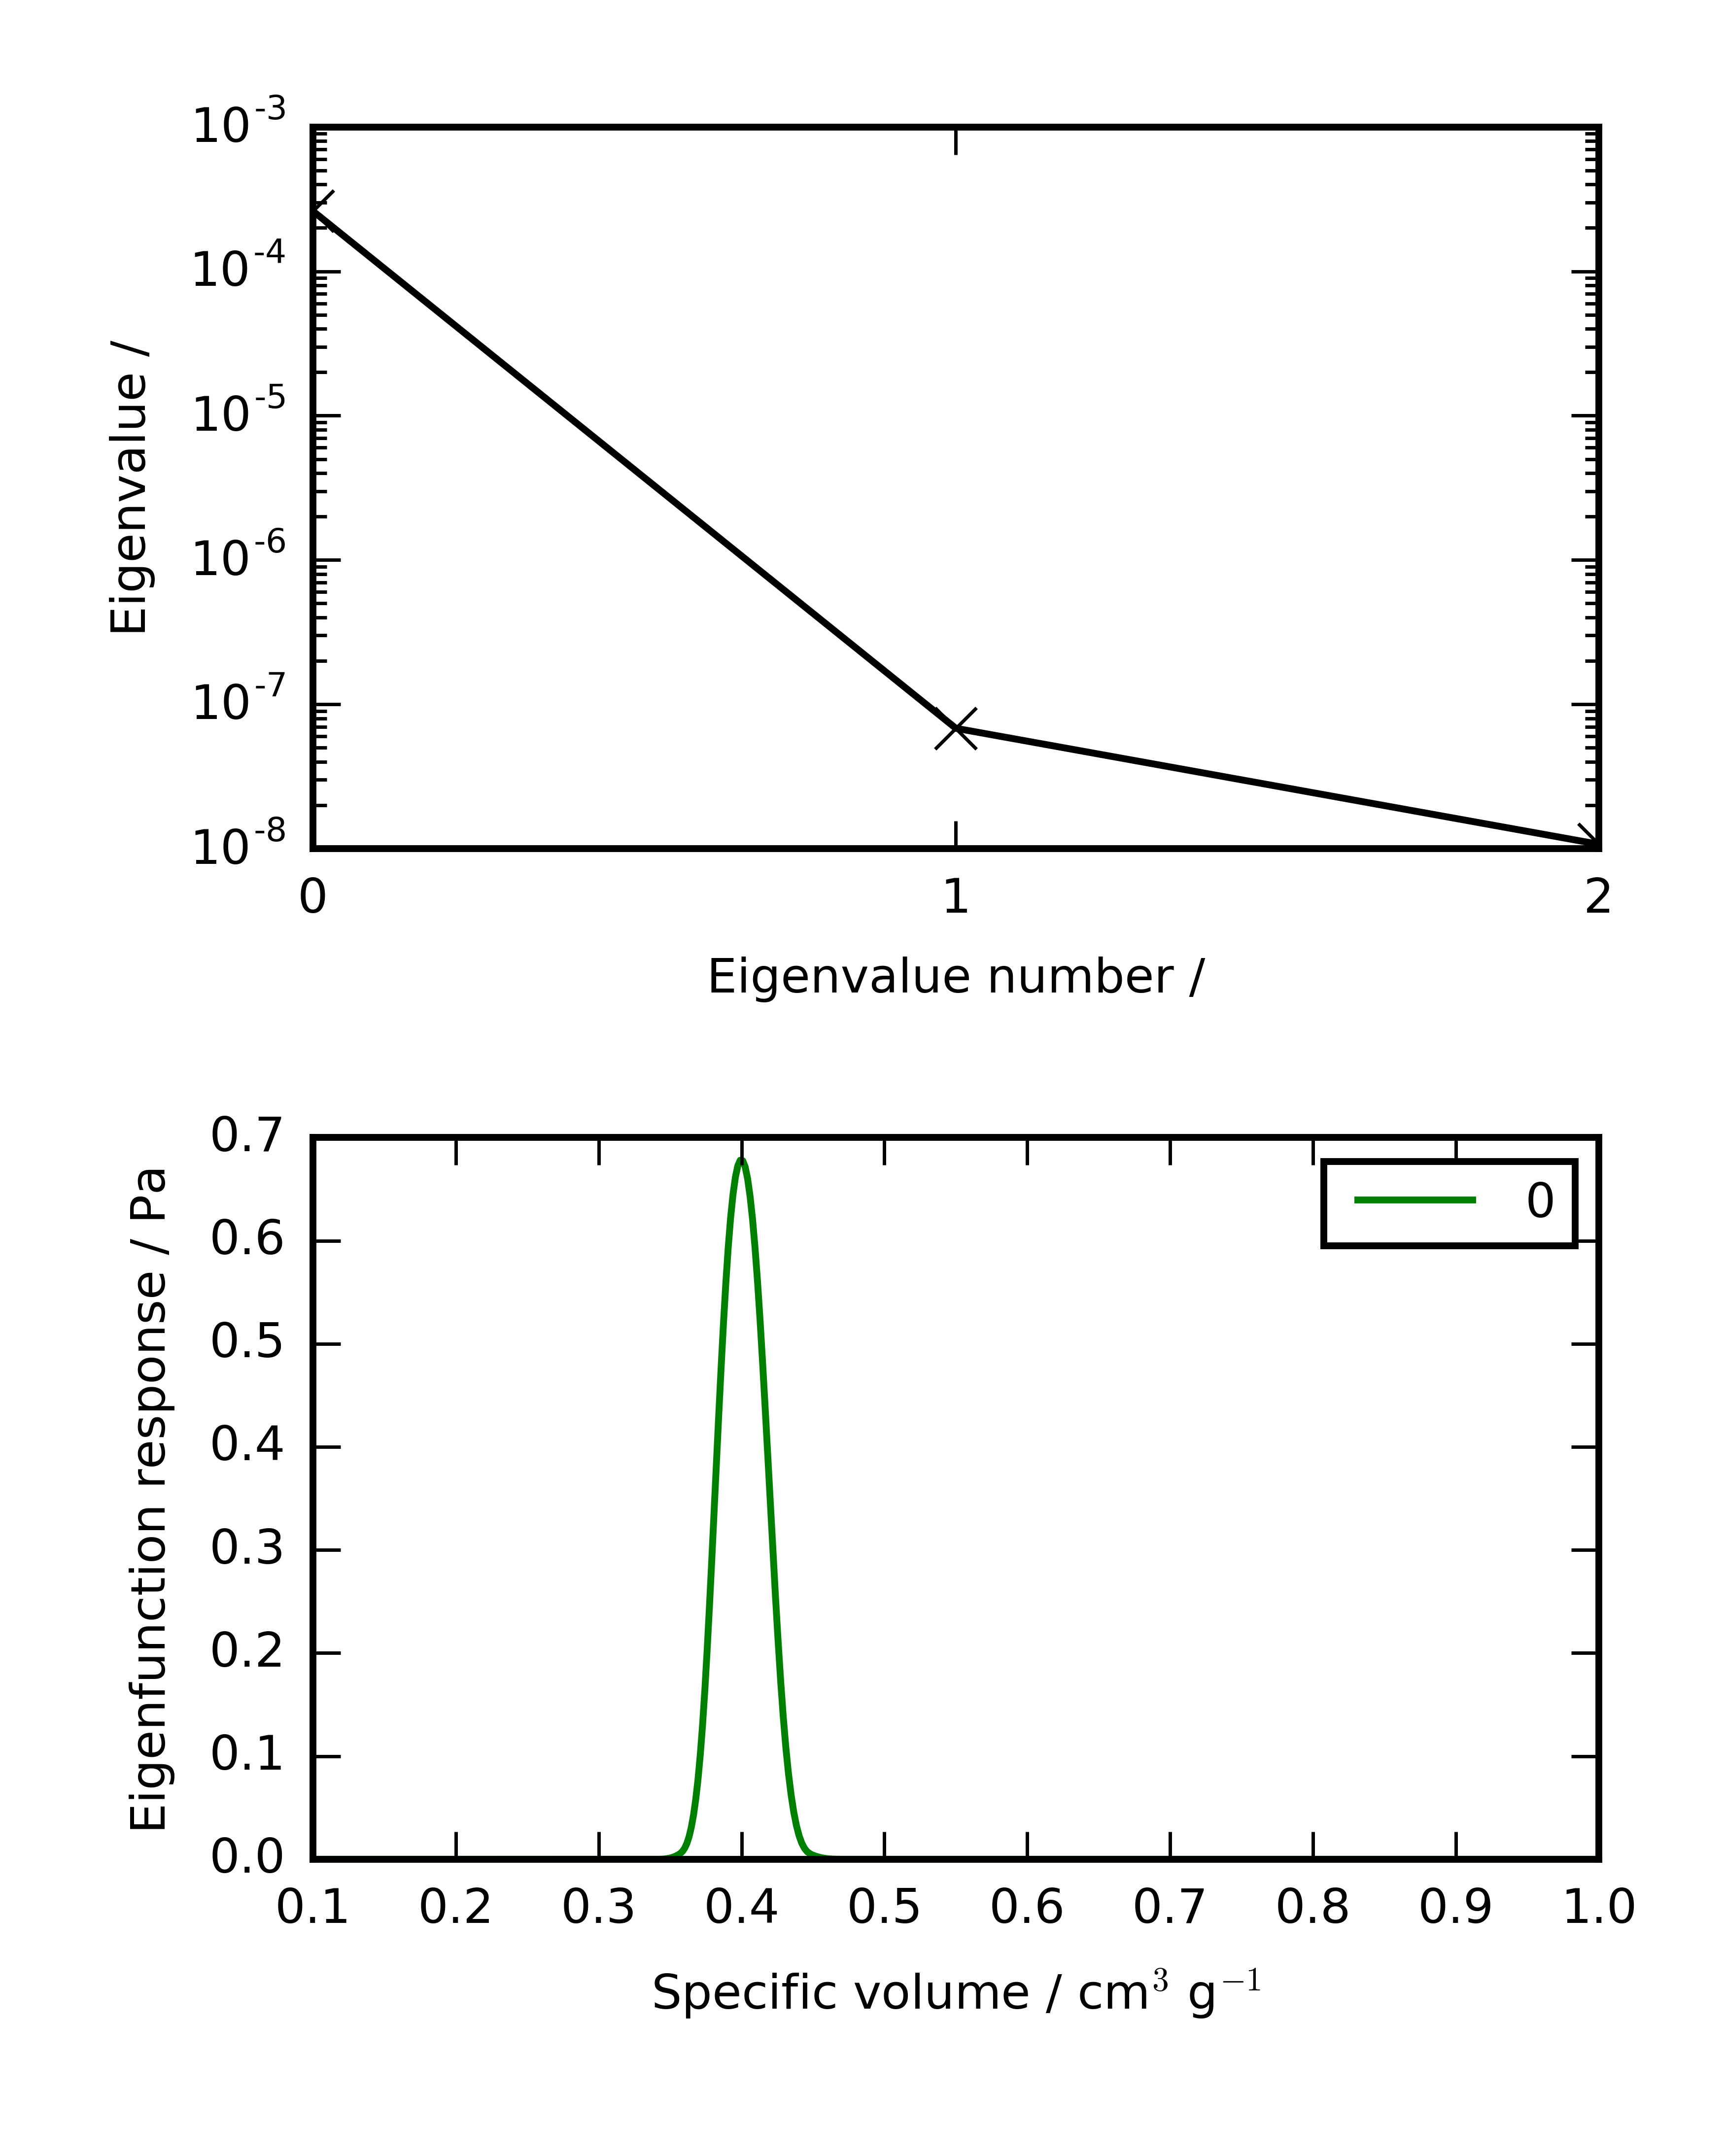 10-3
10-4
10-5
10-6
10-7
10-8
Eigenvalue /
0 1 2
Eigenvalue number /
0.7
0.6
0.5
0.4
0.3
0.2
0.1
0.0
Eigenfunction response / Pa
0
0.1 0.2 0.3 0.4 0.5 0.6 0.7 0.8 0.9 1.0
Specific volume / cm³ g⁻¹